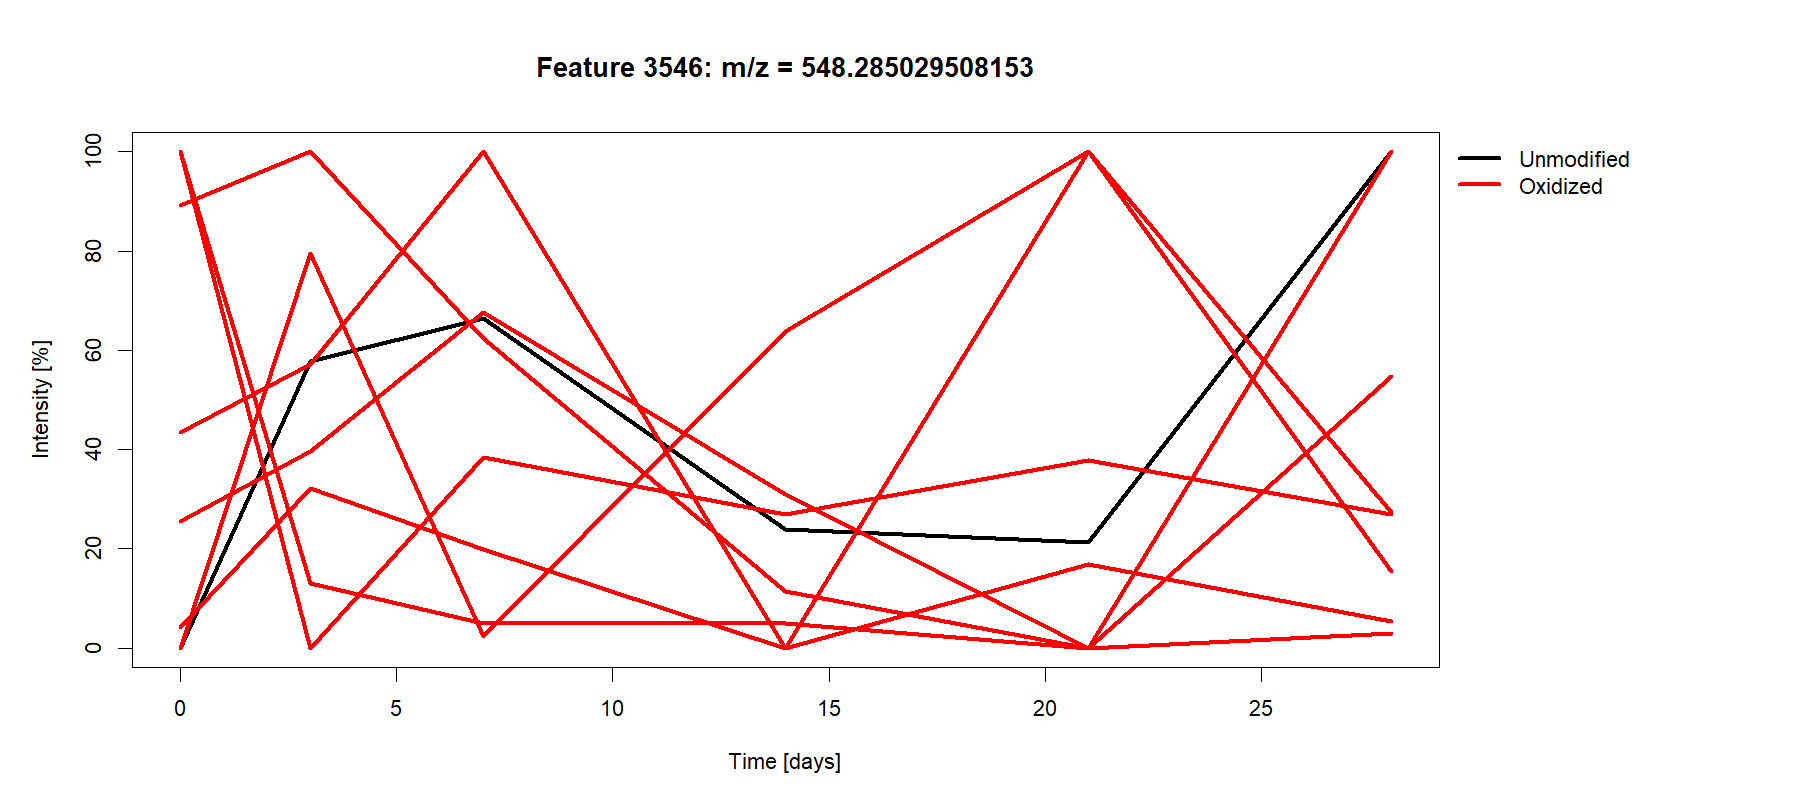 Feature 3546: m/z = 548.285029508153
Unmodified
Oxidized
Intensity [%]
100
80
60
40
20
0
0 5 10 15 20 25
Time [days]